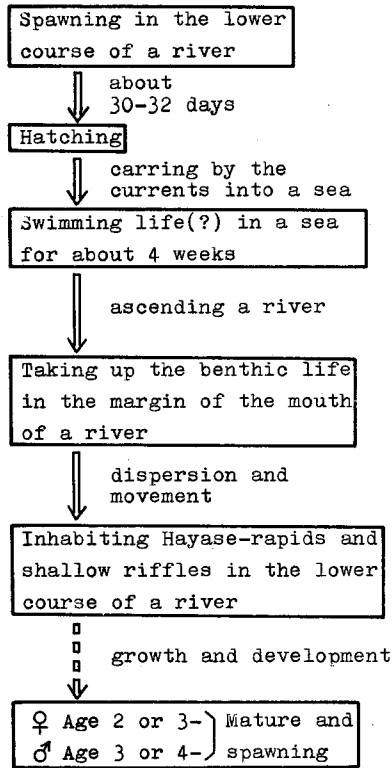 Spawning in the lower
course of a river
about
30-32 days
Hatching
carring by the
currents into a sea
Swimming life(?) in a sea
for about 4 weeks
ascending a river
Taking up the benthic life
in the margin of the mouth
of a river
dispersion and
movement
Inhabiting Hayase-rapids and
shallow riffles in the lower
course of a river
growth and development
♀ Age 2 or 3- Mature and
♂ Age 3 or 4- spawning